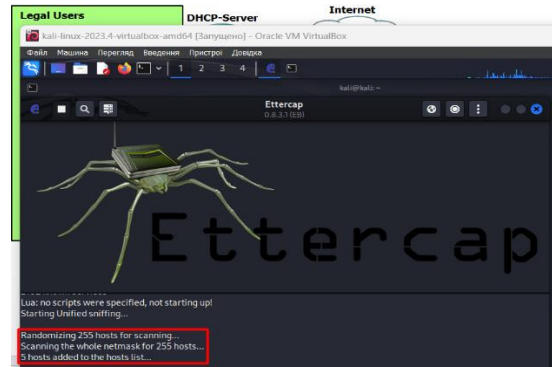 Legal Users
DHCP-Server
Internet
kali-linux-2023.4-virtualbox-amd64 [Запущено] - Oracle VM VirtualBox
Файл Машина Перегляд Введення Пристрої Довідка
1 2 3 4
kali@kali: ~
Ettercap
0.8.3.1 (EB)
Ettercap
Lua: no scripts were specified, not starting up!
Starting Unified sniffing...
Randomizing 255 hosts for scanning...
Scanning the whole netmask for 255 hosts...
5 hosts added to the hosts list...